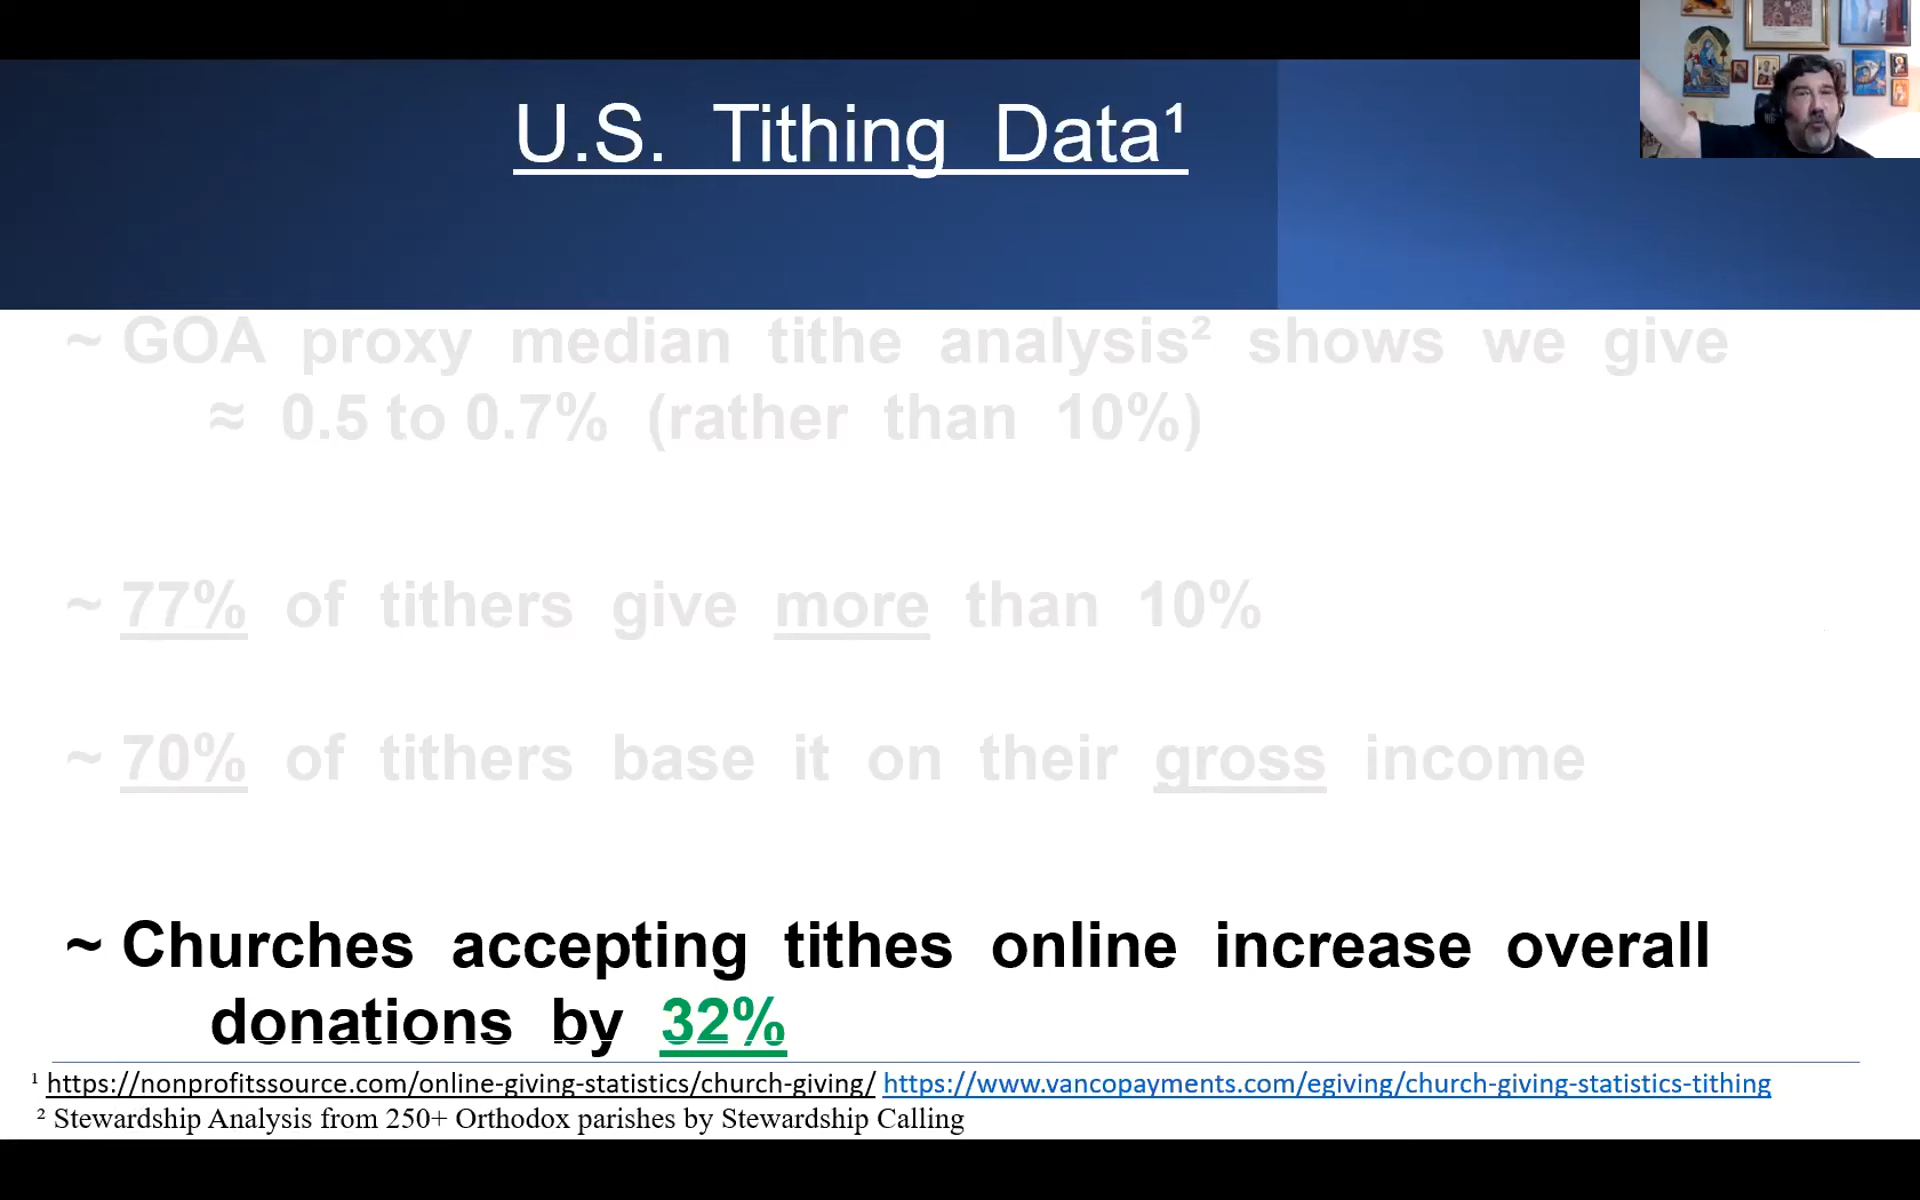 U.S. Tithing Data¹
~ GOA proxy median tithe analysis² shows we give
≈ 0.5 to 0.7% (rather than 10%)
~ 77% of tithers give more than 10%
~ 70% of tithers base it on their gross income
~ Churches accepting tithes online increase overall
donations by 32%
¹ https://nonprofitssource.com/online-giving-statistics/church-giving/ https://www.vancopayments.com/egiving/church-giving-statistics-tithing
² Stewardship Analysis from 250+ Orthodox parishes by Stewardship Calling